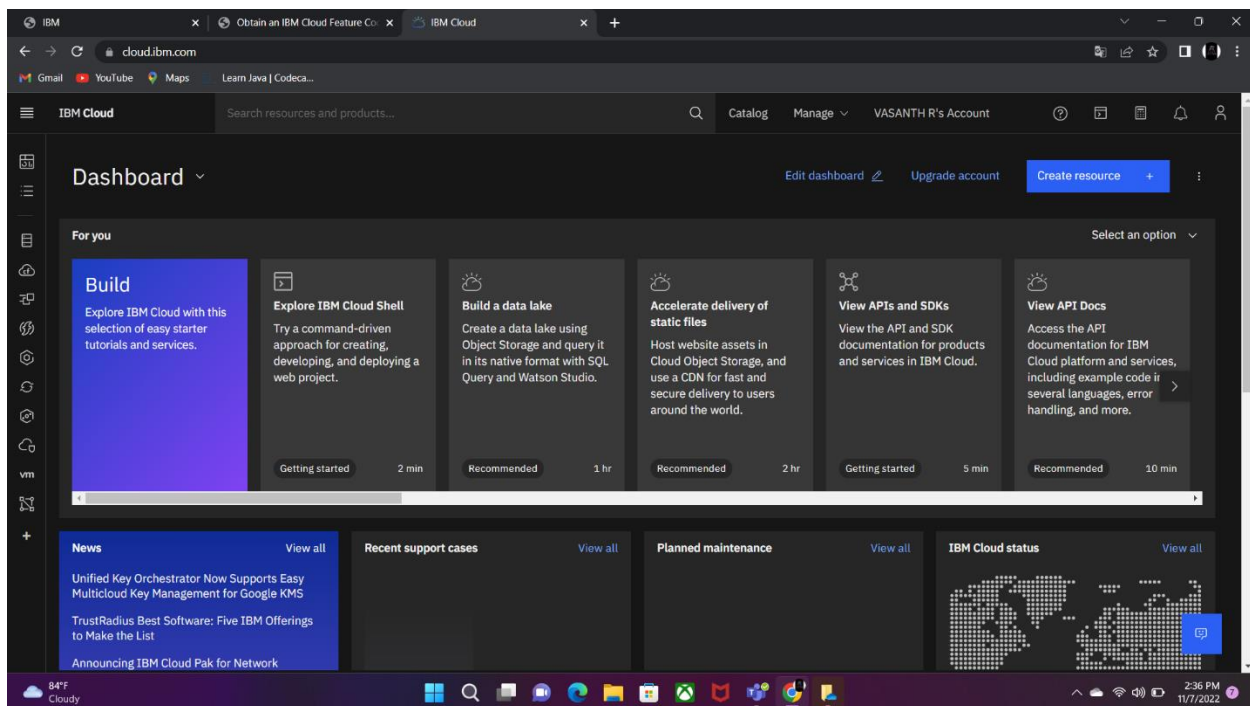 IBM
Obtain an IBM Cloud Feature Co
IBM Cloud
cloud.ibm.com
Gmail
YouTube
Maps
Learn Java | Codeca...
IBM Cloud
Search resources and products...
Catalog
Manage
VASANTH R's Account
Dashboard
Edit dashboard
Upgrade account
Create resource +
For you
Select an option
Build
Explore IBM Cloud with this
selection of easy starter
tutorials and services.
Explore IBM Cloud Shell
Try a command-driven
approach for creating,
developing, and deploying a
web project.
Getting started
2 min
Build a data lake
Create a data lake using
Object Storage and query it
in its native format with SQL
Query and Watson Studio.
Recommended
1 hr
Accelerate delivery of
static files
Host website assets in
Cloud Object Storage, and
use a CDN for fast and
secure delivery to users
around the world.
Recommended
2 hr
View APIs and SDKs
View the API and SDK
documentation for products
and services in IBM Cloud.
Getting started
5 min
View API Docs
Access the API
documentation for IBM
Cloud platform and services,
including example code in
several languages, error
handling, and more.
Recommended
10 min
vm
News
View all
Unified Key Orchestrator Now Supports Easy
Multicloud Key Management for Google KMS
TrustRadius Best Software: Five IBM Offerings
to Make the List
Announcing IBM Cloud Pak for Network
Recent support cases
View all
Planned maintenance
View all
IBM Cloud status
View all
84°F
Cloudy
2:36 PM
11/7/2022
7